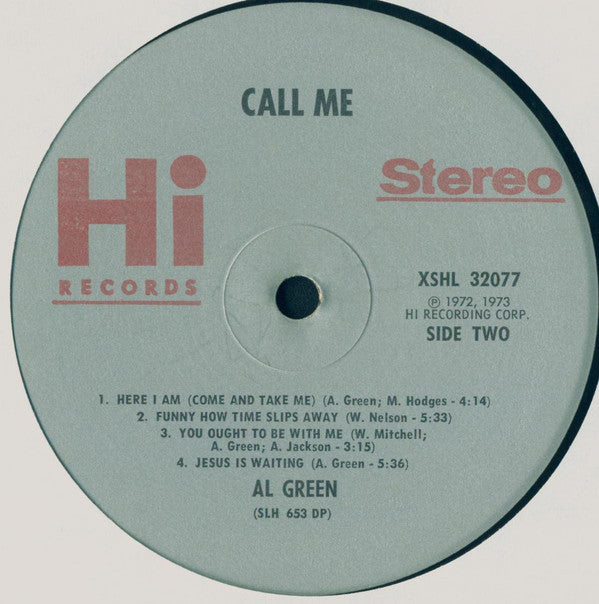 CALL ME
Hi
RECORDS
Stereo
XSHL 32077
℗ 1972, 1973
HI RECORDING CORP.
SIDE TWO
1. HERE I AM (COME AND TAKE ME) (A. Green; M. Hodges - 4:14)
2. FUNNY HOW TIME SLIPS AWAY (W. Nelson - 5:33)
3. YOU OUGHT TO BE WITH ME (W. Mitchell;
A. Green; A. Jackson - 3:15)
4. JESUS IS WAITING (A. Green - 5:36)
AL GREEN
(SLH 653 DP)